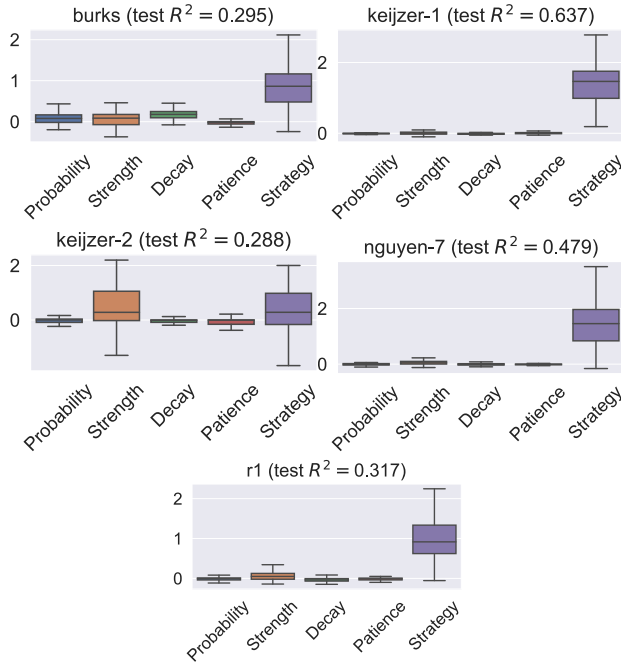 burks (test R² = 0.295)
2
1
0
Probability
Strength
Decay
Patience
Strategy
keijzer-1 (test R² = 0.637)
2
0
Probability
Strength
Decay
Patience
Strategy
keijzer-2 (test R² = 0.288)
2
0
Probability
Strength
Decay
Patience
Strategy
nguyen-7 (test R² = 0.479)
2
0
Probability
Strength
Decay
Patience
Strategy
r1 (test R² = 0.317)
2
1
0
Probability
Strength
Decay
Patience
Strategy